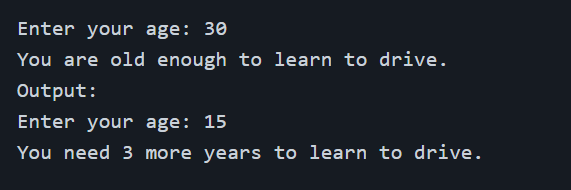 Enter your age: 30
You are old enough to learn to drive.
Output:
Enter your age: 15
You need 3 more years to learn to drive.